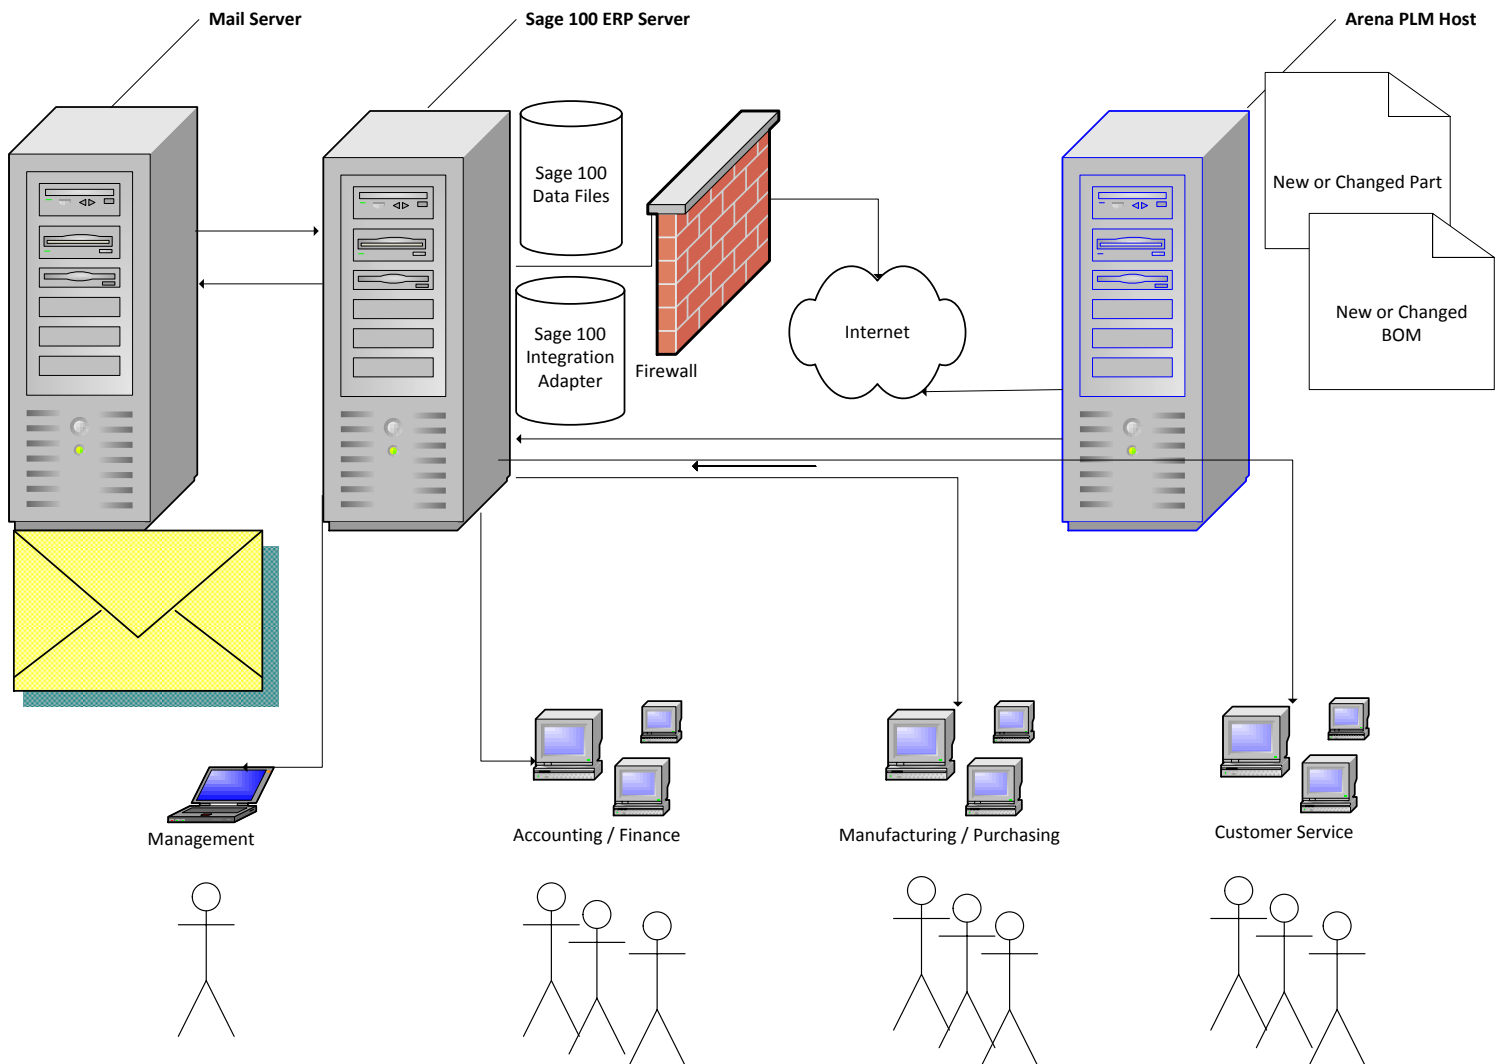 Mail Server
Sage 100 ERP Server
Arena PLM Host
Sage 100
Data Files
New or Changed Part
Sage 100
Integration
Adapter
Firewall
Internet
New or Changed
BOM
Management
Accounting / Finance
Manufacturing / Purchasing
Customer Service